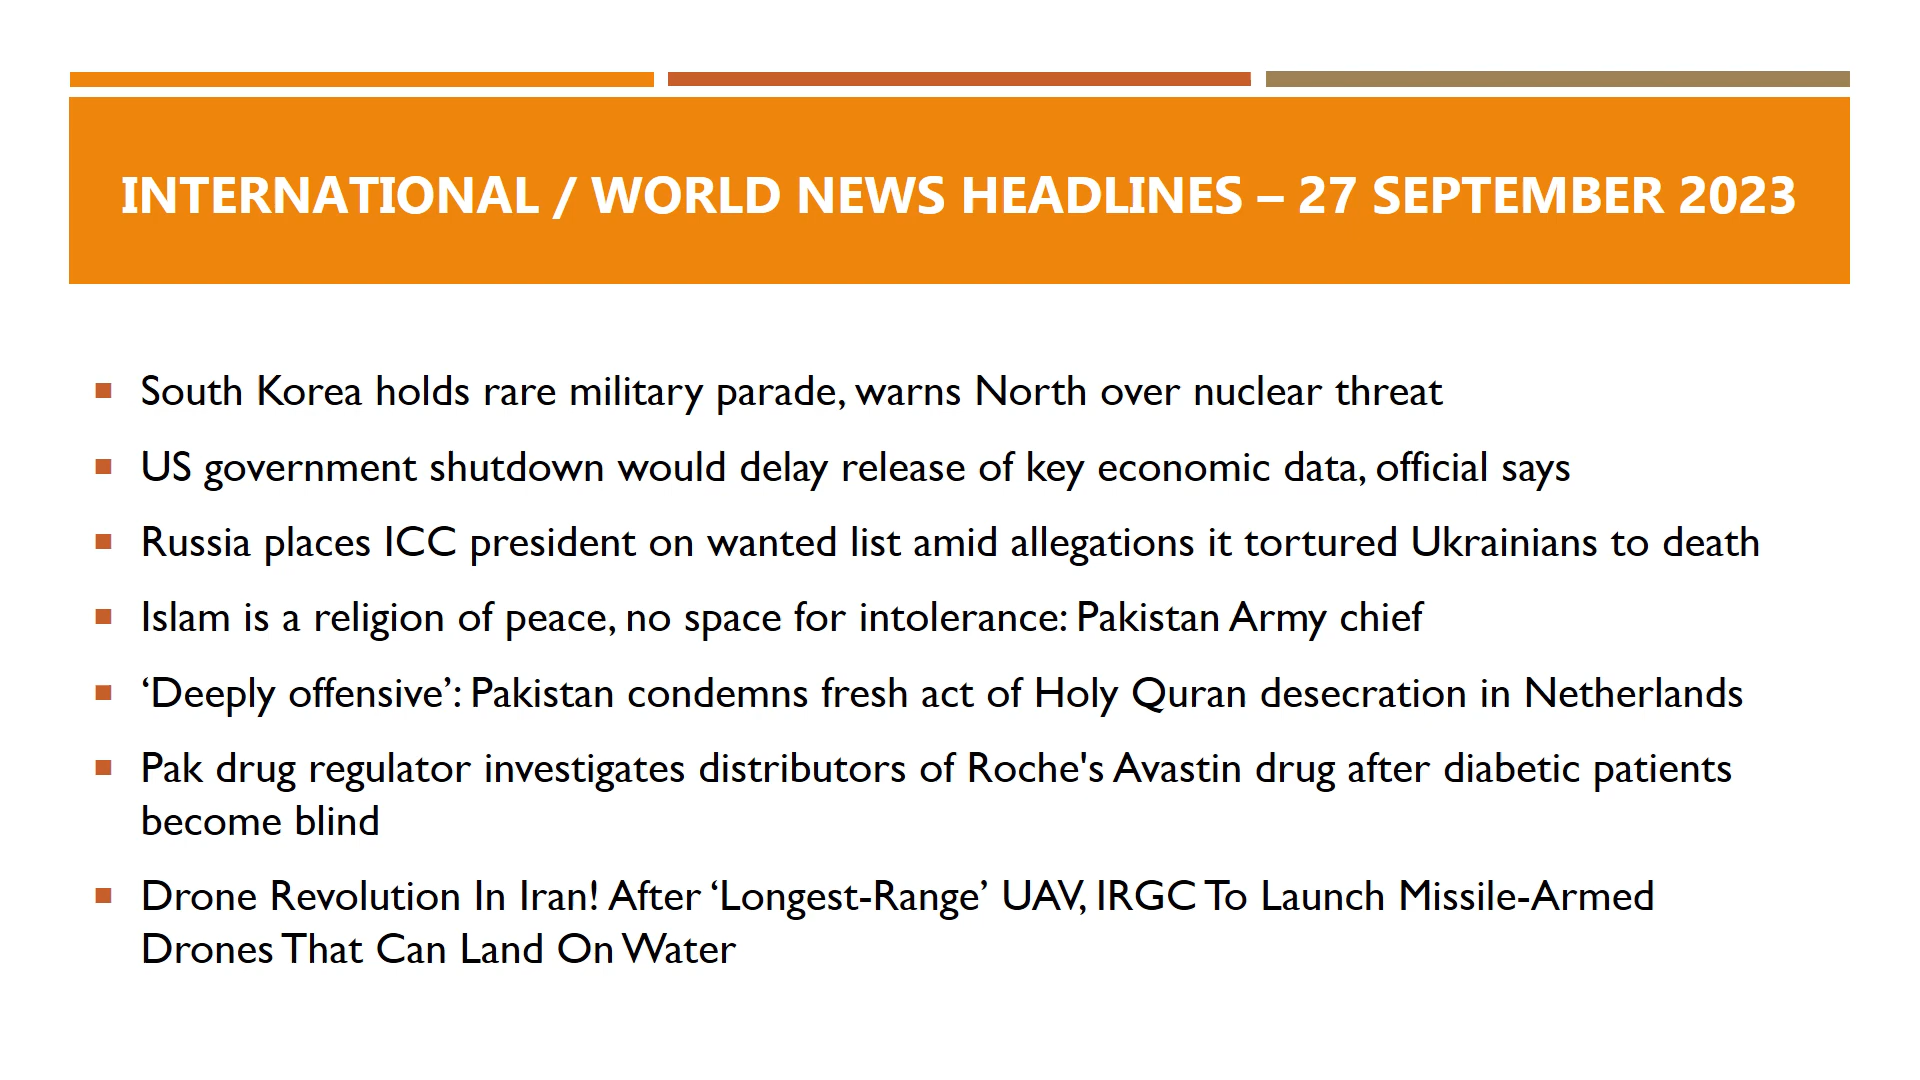 INTERNATIONAL / WORLD NEWS HEADLINES – 27 SEPTEMBER 2023
South Korea holds rare military parade, warns North over nuclear threat
US government shutdown would delay release of key economic data, official says
Russia places ICC president on wanted list amid allegations it tortured Ukrainians to death
Islam is a religion of peace, no space for intolerance: Pakistan Army chief
‘Deeply offensive’: Pakistan condemns fresh act of Holy Quran desecration in Netherlands
Pak drug regulator investigates distributors of Roche's Avastin drug after diabetic patients
become blind
Drone Revolution In Iran! After ‘Longest-Range’ UAV, IRGC To Launch Missile-Armed
Drones That Can Land On Water